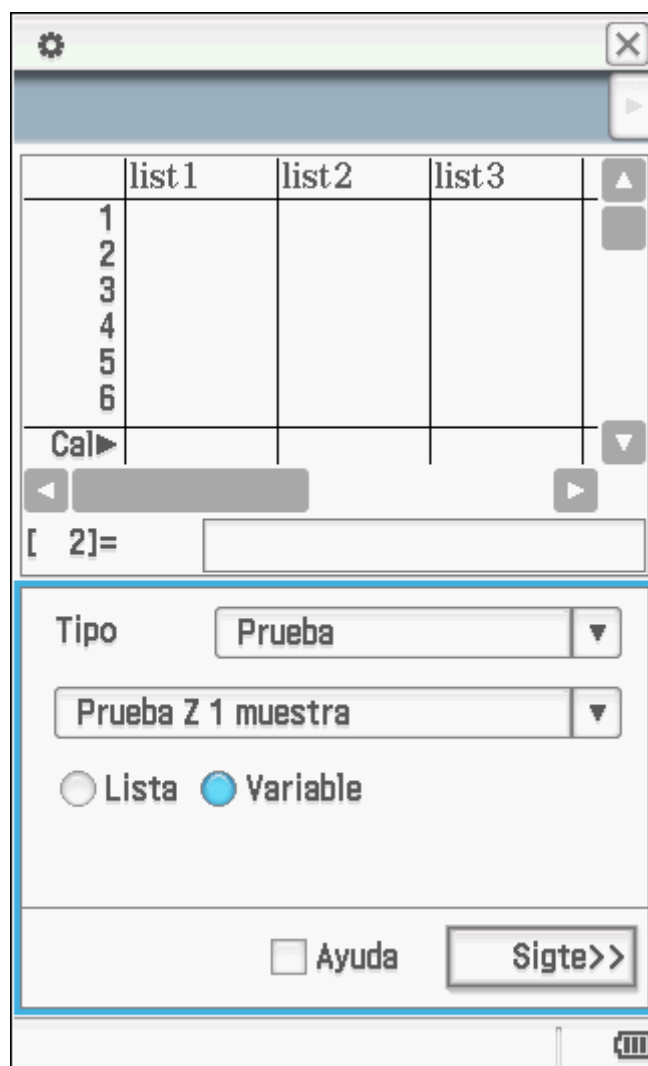 list1 list2 list3
1
2
3
4
5
6
Cal▶
[ 2]=
Tipo Prueba
Prueba Z 1 muestra
Lista Variable
Ayuda Sigte>>